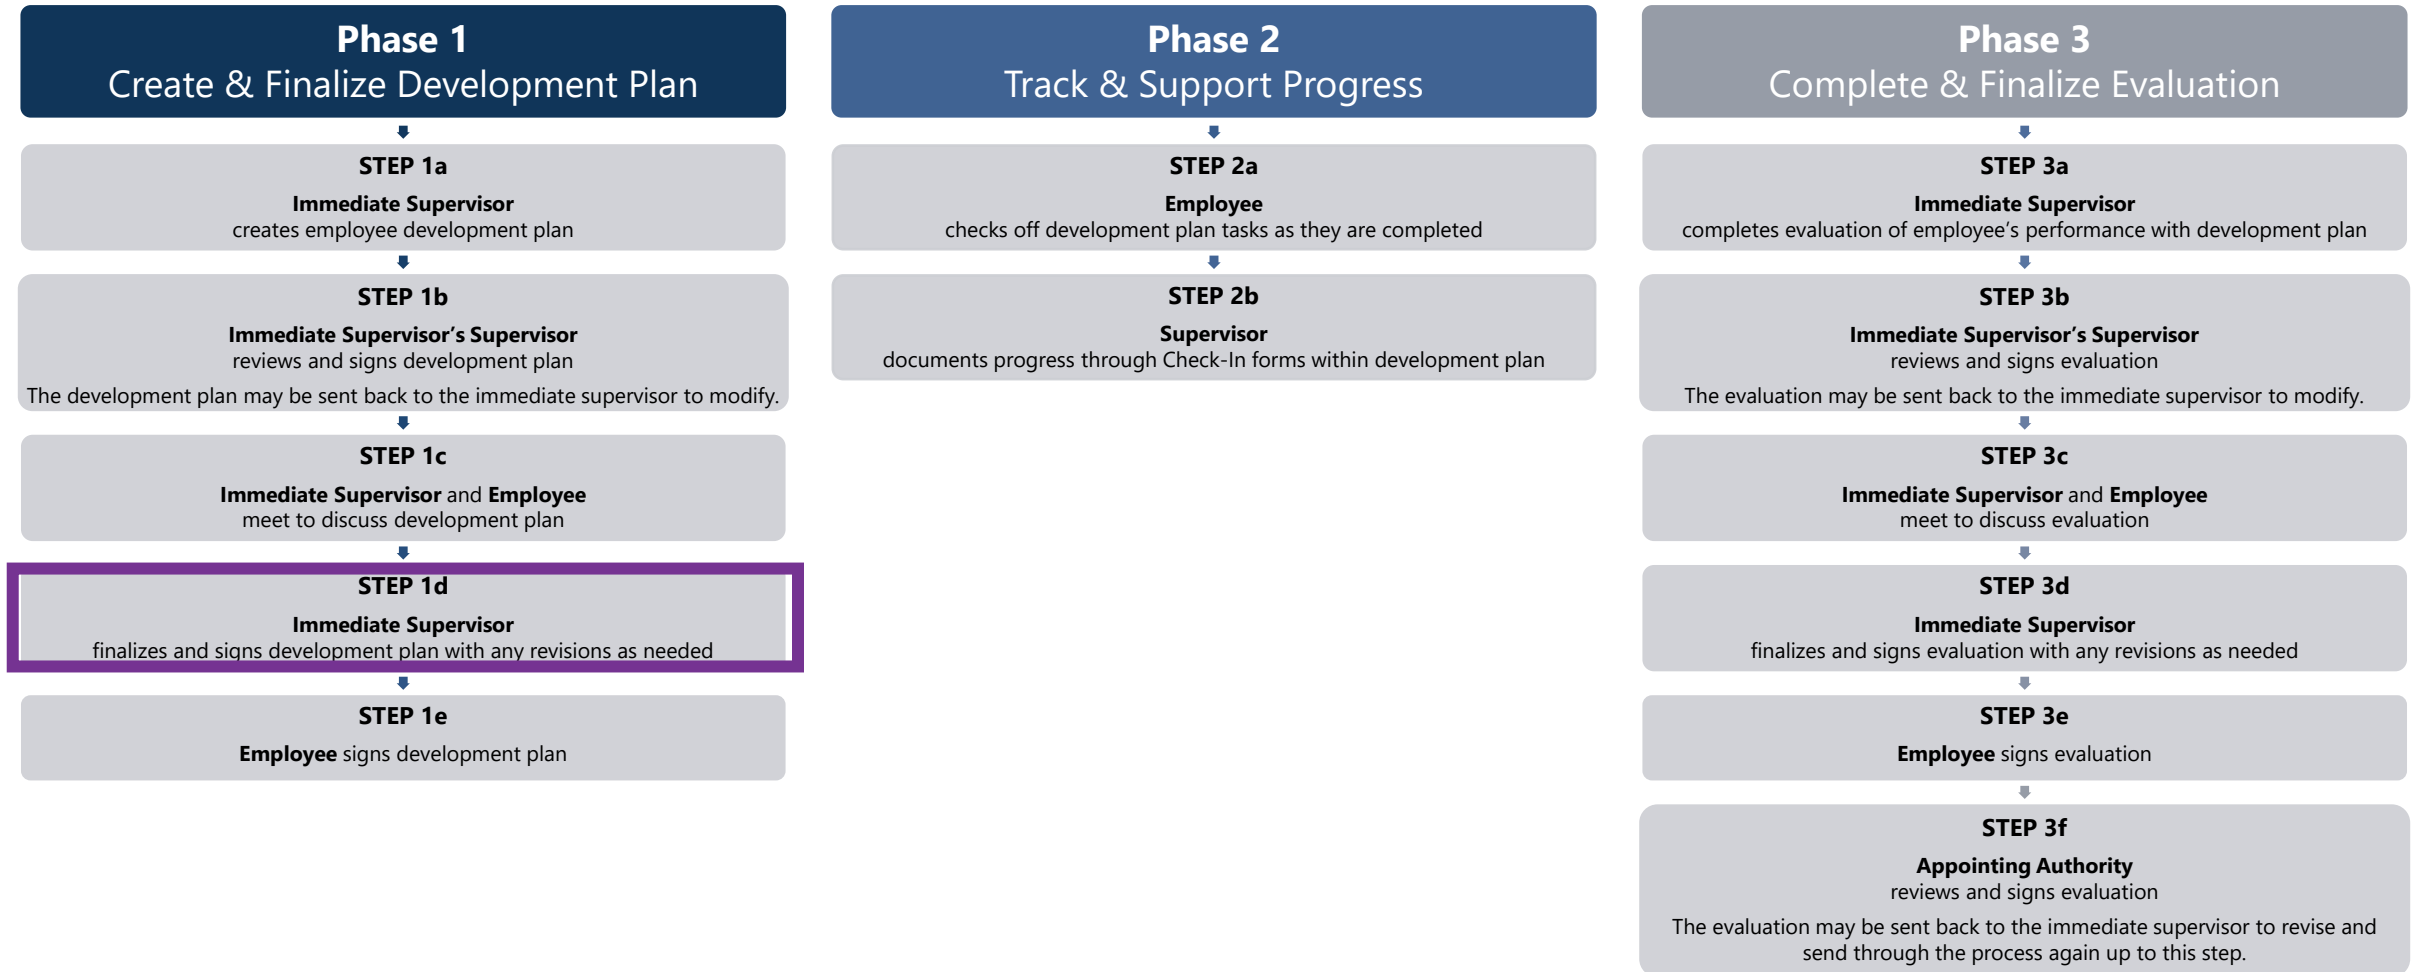 Phase 1
Create & Finalize Development Plan
STEP 1a
Immediate Supervisor
creates employee development plan
STEP 1b
Immediate Supervisor's Supervisor
reviews and signs development plan
The development plan may be sent back to the immediate supervisor to modify.
STEP 1c
Immediate Supervisor and Employee
meet to discuss development plan
STEP 1d
Immediate Supervisor
finalizes and signs development plan with any revisions as needed
STEP 1e
Employee signs development plan
Phase 2
Track & Support Progress
STEP 2a
Employee
checks off development plan tasks as they are completed
STEP 2b
Supervisor
documents progress through Check-In forms within development plan
Phase 3
Complete & Finalize Evaluation
STEP 3a
Immediate Supervisor
completes evaluation of employee's performance with development plan
STEP 3b
Immediate Supervisor's Supervisor
reviews and signs evaluation
The evaluation may be sent back to the immediate supervisor to modify.
STEP 3c
Immediate Supervisor and Employee
meet to discuss evaluation
STEP 3d
Immediate Supervisor
finalizes and signs evaluation with any revisions as needed
STEP 3e
Employee signs evaluation
STEP 3f
Appointing Authority
reviews and signs evaluation
The evaluation may be sent back to the immediate supervisor to revise and
send through the process again up to this step.